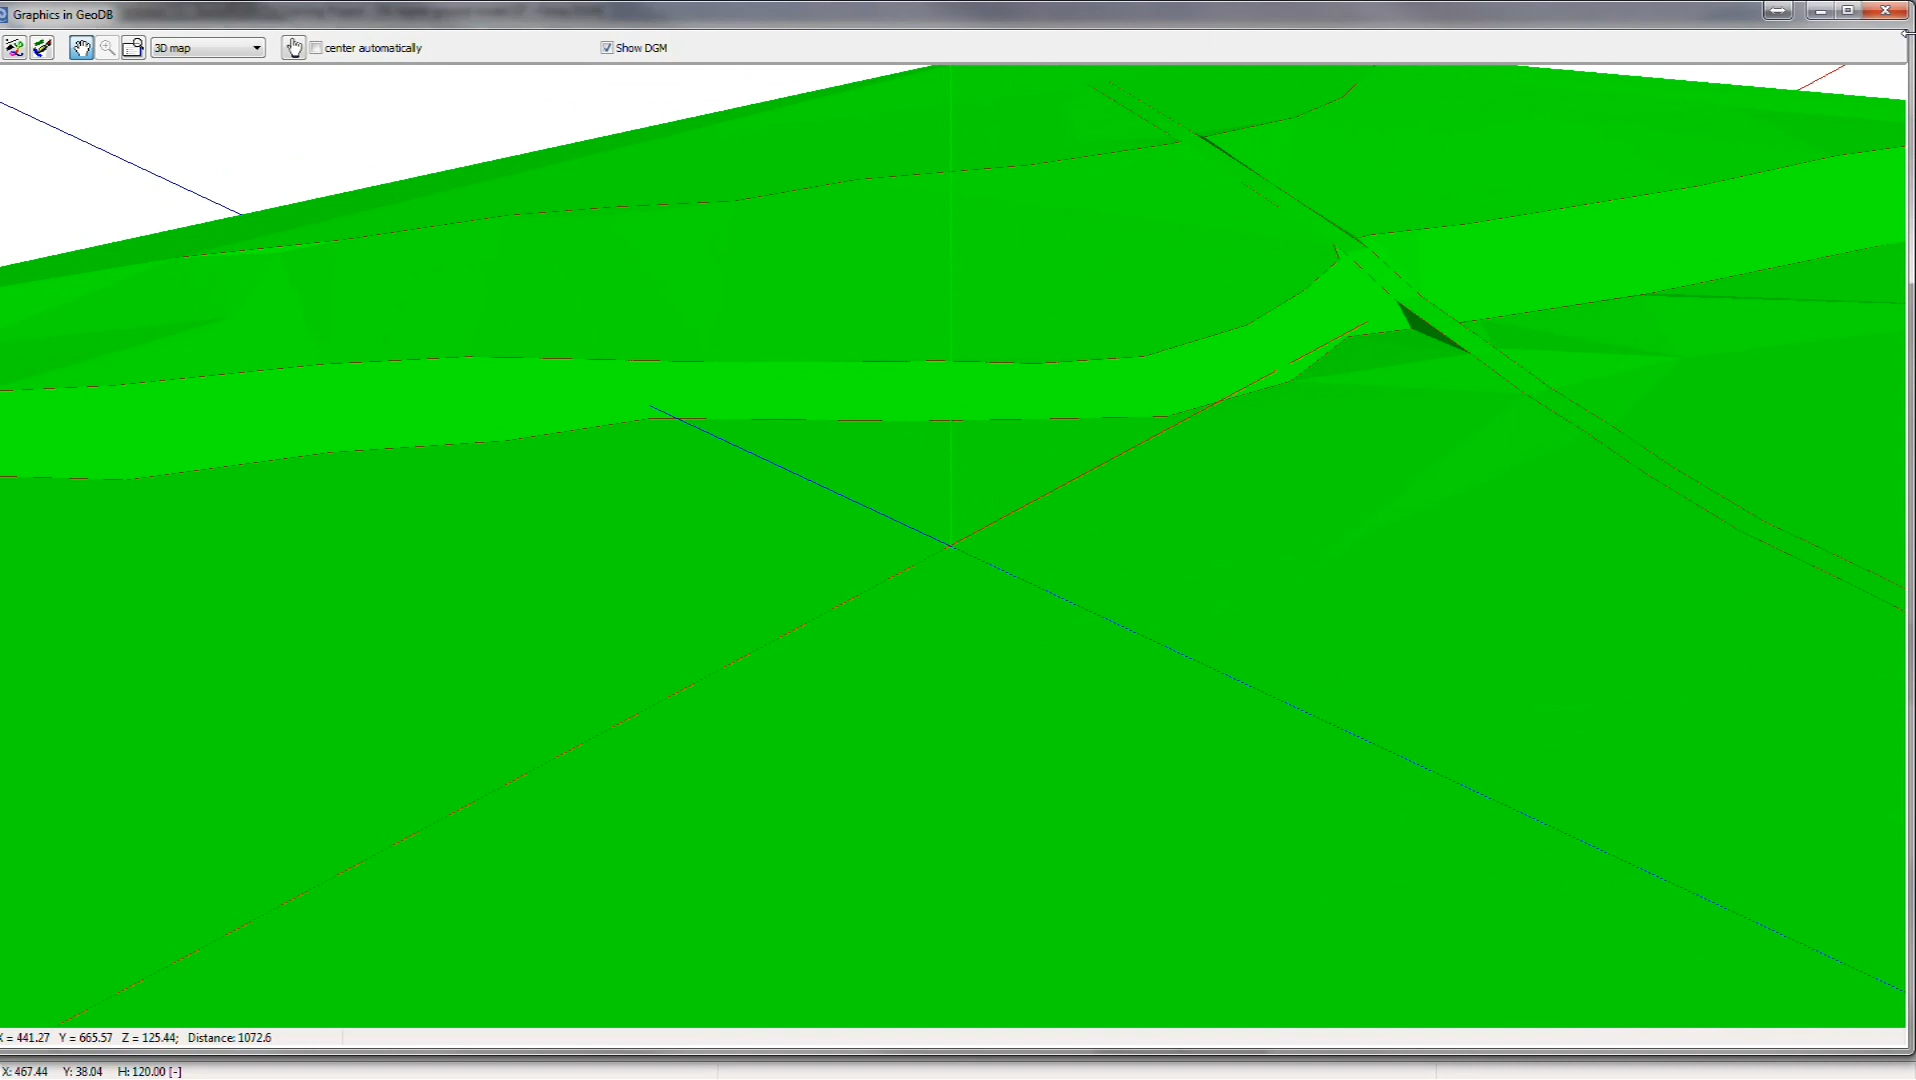 Graphics in GeoDB
3D map
center automatically
Show DGM
X = 441.27 Y = 665.57 Z = 125.44; Distance: 1072.6
X: 467.44 Y: 38.04 H: 120.00 [-]